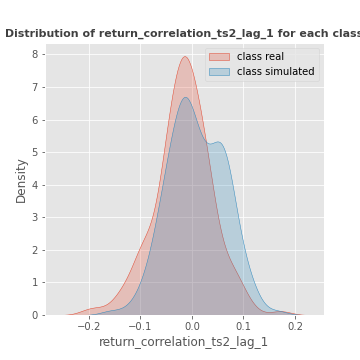 Distribution of return_correlation_ts2_lag_1 for each class
class real
class simulated
8
7
6
5
4
3
2
1
0
Density
−0.2 −0.1 0.0 0.1 0.2
return_correlation_ts2_lag_1